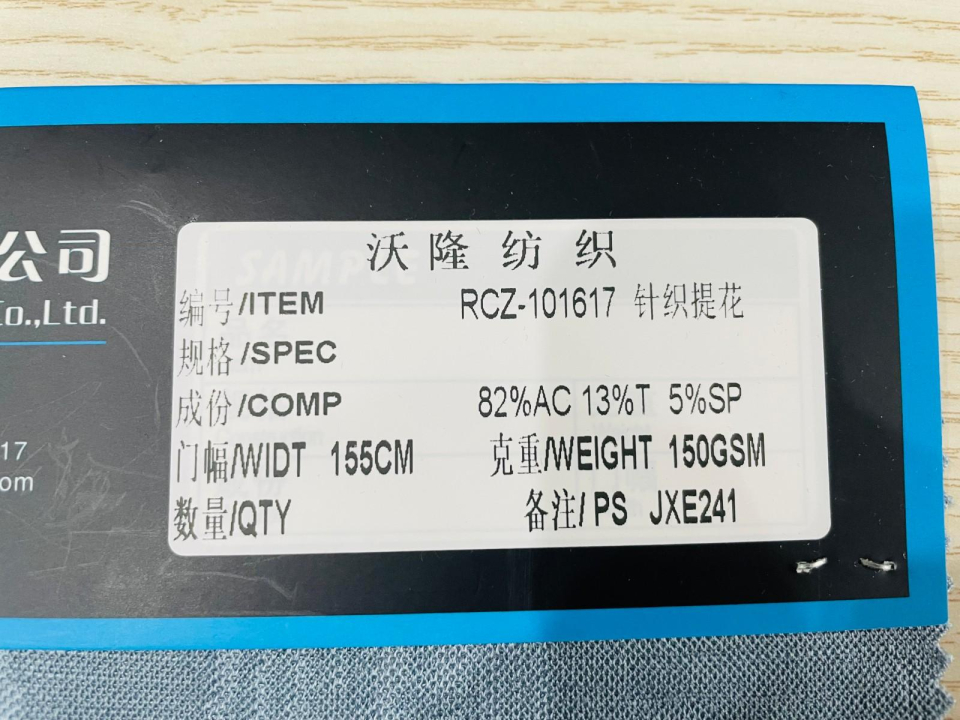 公司
Co.,Ltd.
17
om
沃隆纺织
SAMPLE
编号/ITEM RCZ-101617 针织提花
规格/SPEC
成份/COMP 82%AC 13%T 5%SP
门幅/WIDT 155CM 克重/WEIGHT 150GSM
数量/QTY 备注/PS JXE241